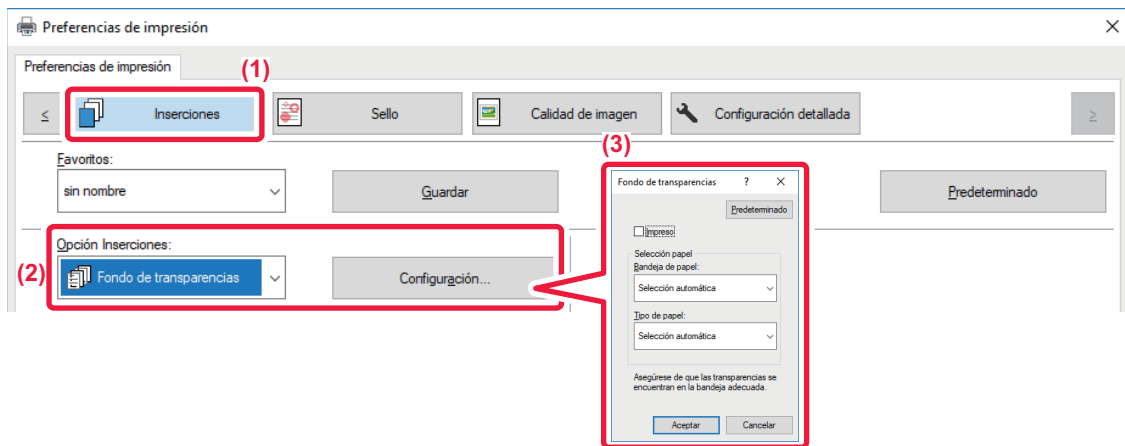 Preferencias de impresión
Preferencias de impresión
(1)
≤
Inserciones
Sello
Calidad de imagen
Configuración detallada
≥
(3)
Favoritos:
sin nombre
Guardar
Predeterminado
(2)
Opción Inserciones:
Fondo de transparencias
Configuración...
Fondo de transparencias ?
Predeterminado
Impreso
Selección papel
Bandeja de papel:
Selección automática
Tipo de papel:
Selección automática
Asegúrese de que las transparencias se
encuentran en la bandeja adecuada.
Aceptar
Cancelar